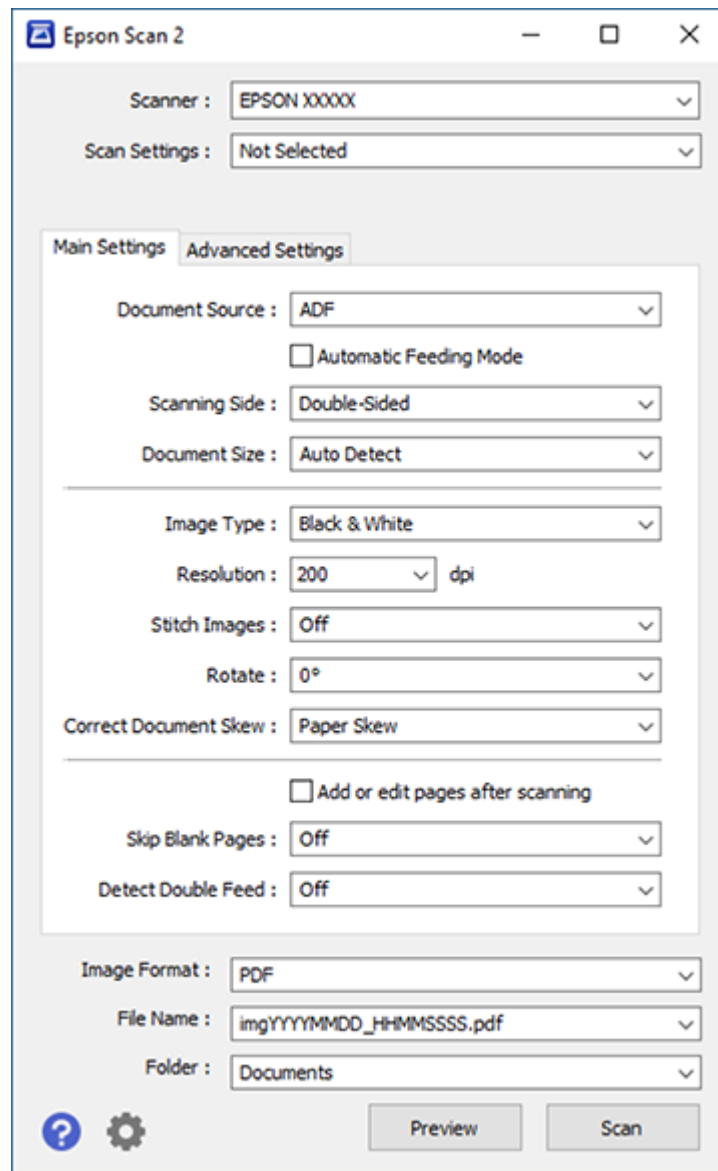 Epson Scan 2
Scanner : EPSON XXXXX
Scan Settings : Not Selected
Main Settings Advanced Settings
Document Source : ADF
Automatic Feeding Mode
Scanning Side : Double-Sided
Document Size : Auto Detect
Image Type : Black & White
Resolution : 200 dpi
Stitch Images : Off
Rotate : 0°
Correct Document Skew : Paper Skew
Add or edit pages after scanning
Skip Blank Pages : Off
Detect Double Feed : Off
Image Format : PDF
File Name : imgYYYYMMDD_HHMMSSSS.pdf
Folder : Documents
? Preview Scan